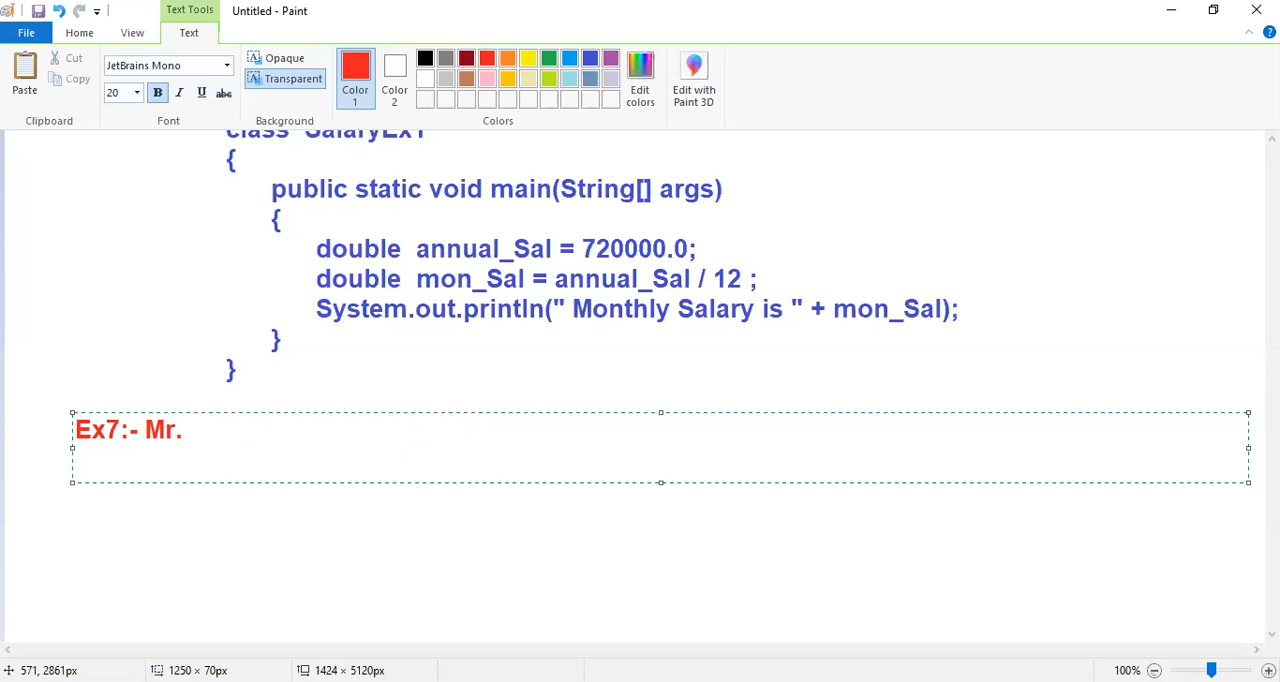 Text Tools
Untitled - Paint
File
Home
View
Text
Paste
Cut
Copy
Clipboard
JetBrains Mono
20
B I U abc
Font
Opaque
Transparent
Background
Color 1
Color 2
Edit colors
Edit with Paint 3D
Colors
class SalaryEx1
{
public static void main(String[] args)
{
double annual_Sal = 720000.0;
double mon_Sal = annual_Sal / 12 ;
System.out.println(" Monthly Salary is " + mon_Sal);
}
}
Ex7:- Mr.
571, 2861px
1250 × 70px
1424 × 5120px
100%